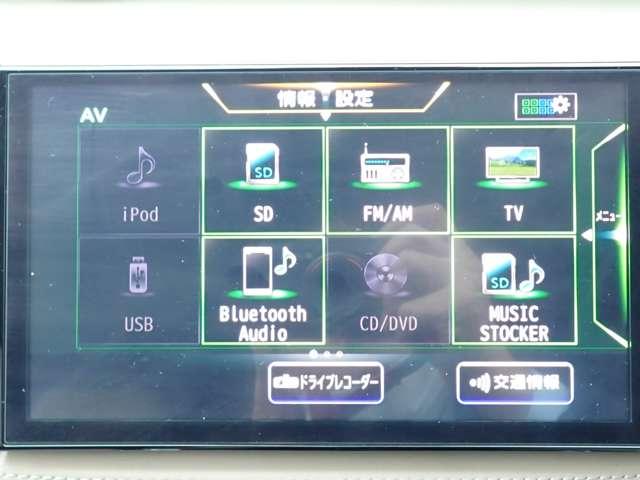 情報・設定
AV
iPod
SD
SD
FM/AM
TV
メニュー
USB
Bluetooth
Audio
CD/DVD
SD
MUSIC
STOCKER
ドライブレコーダー
交通情報